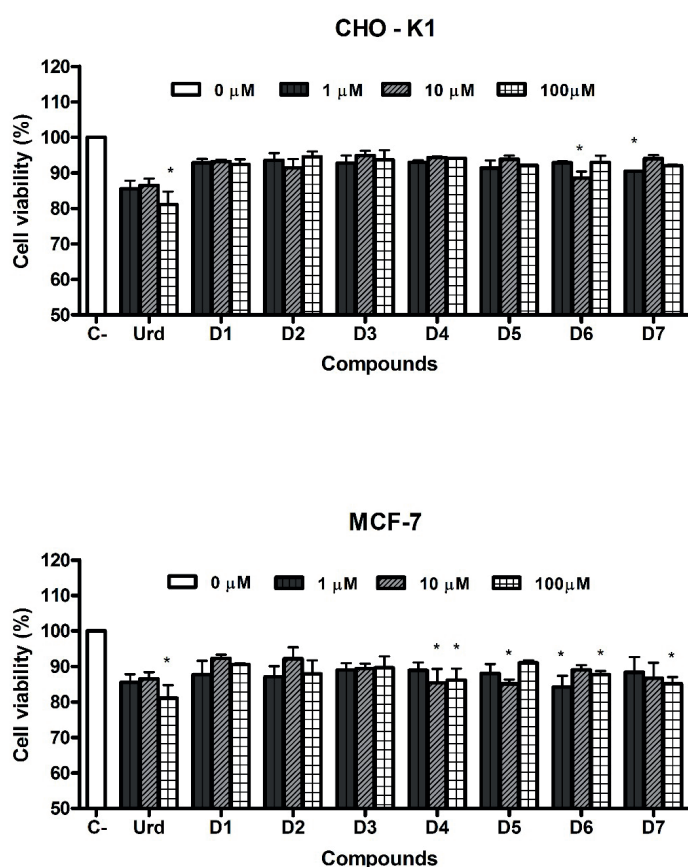 CHO - K1
0 μM 1 μM 10 μM 100μM
Cell viability (%)
120
110
100
90
80
70
60
50
* * *
C- Urd D1 D2 D3 D4 D5 D6 D7
Compounds
MCF-7
0 μM 1 μM 10 μM 100μM
Cell viability (%)
120
110
100
90
80
70
60
50
* * * * * * *
C- Urd D1 D2 D3 D4 D5 D6 D7
Compounds